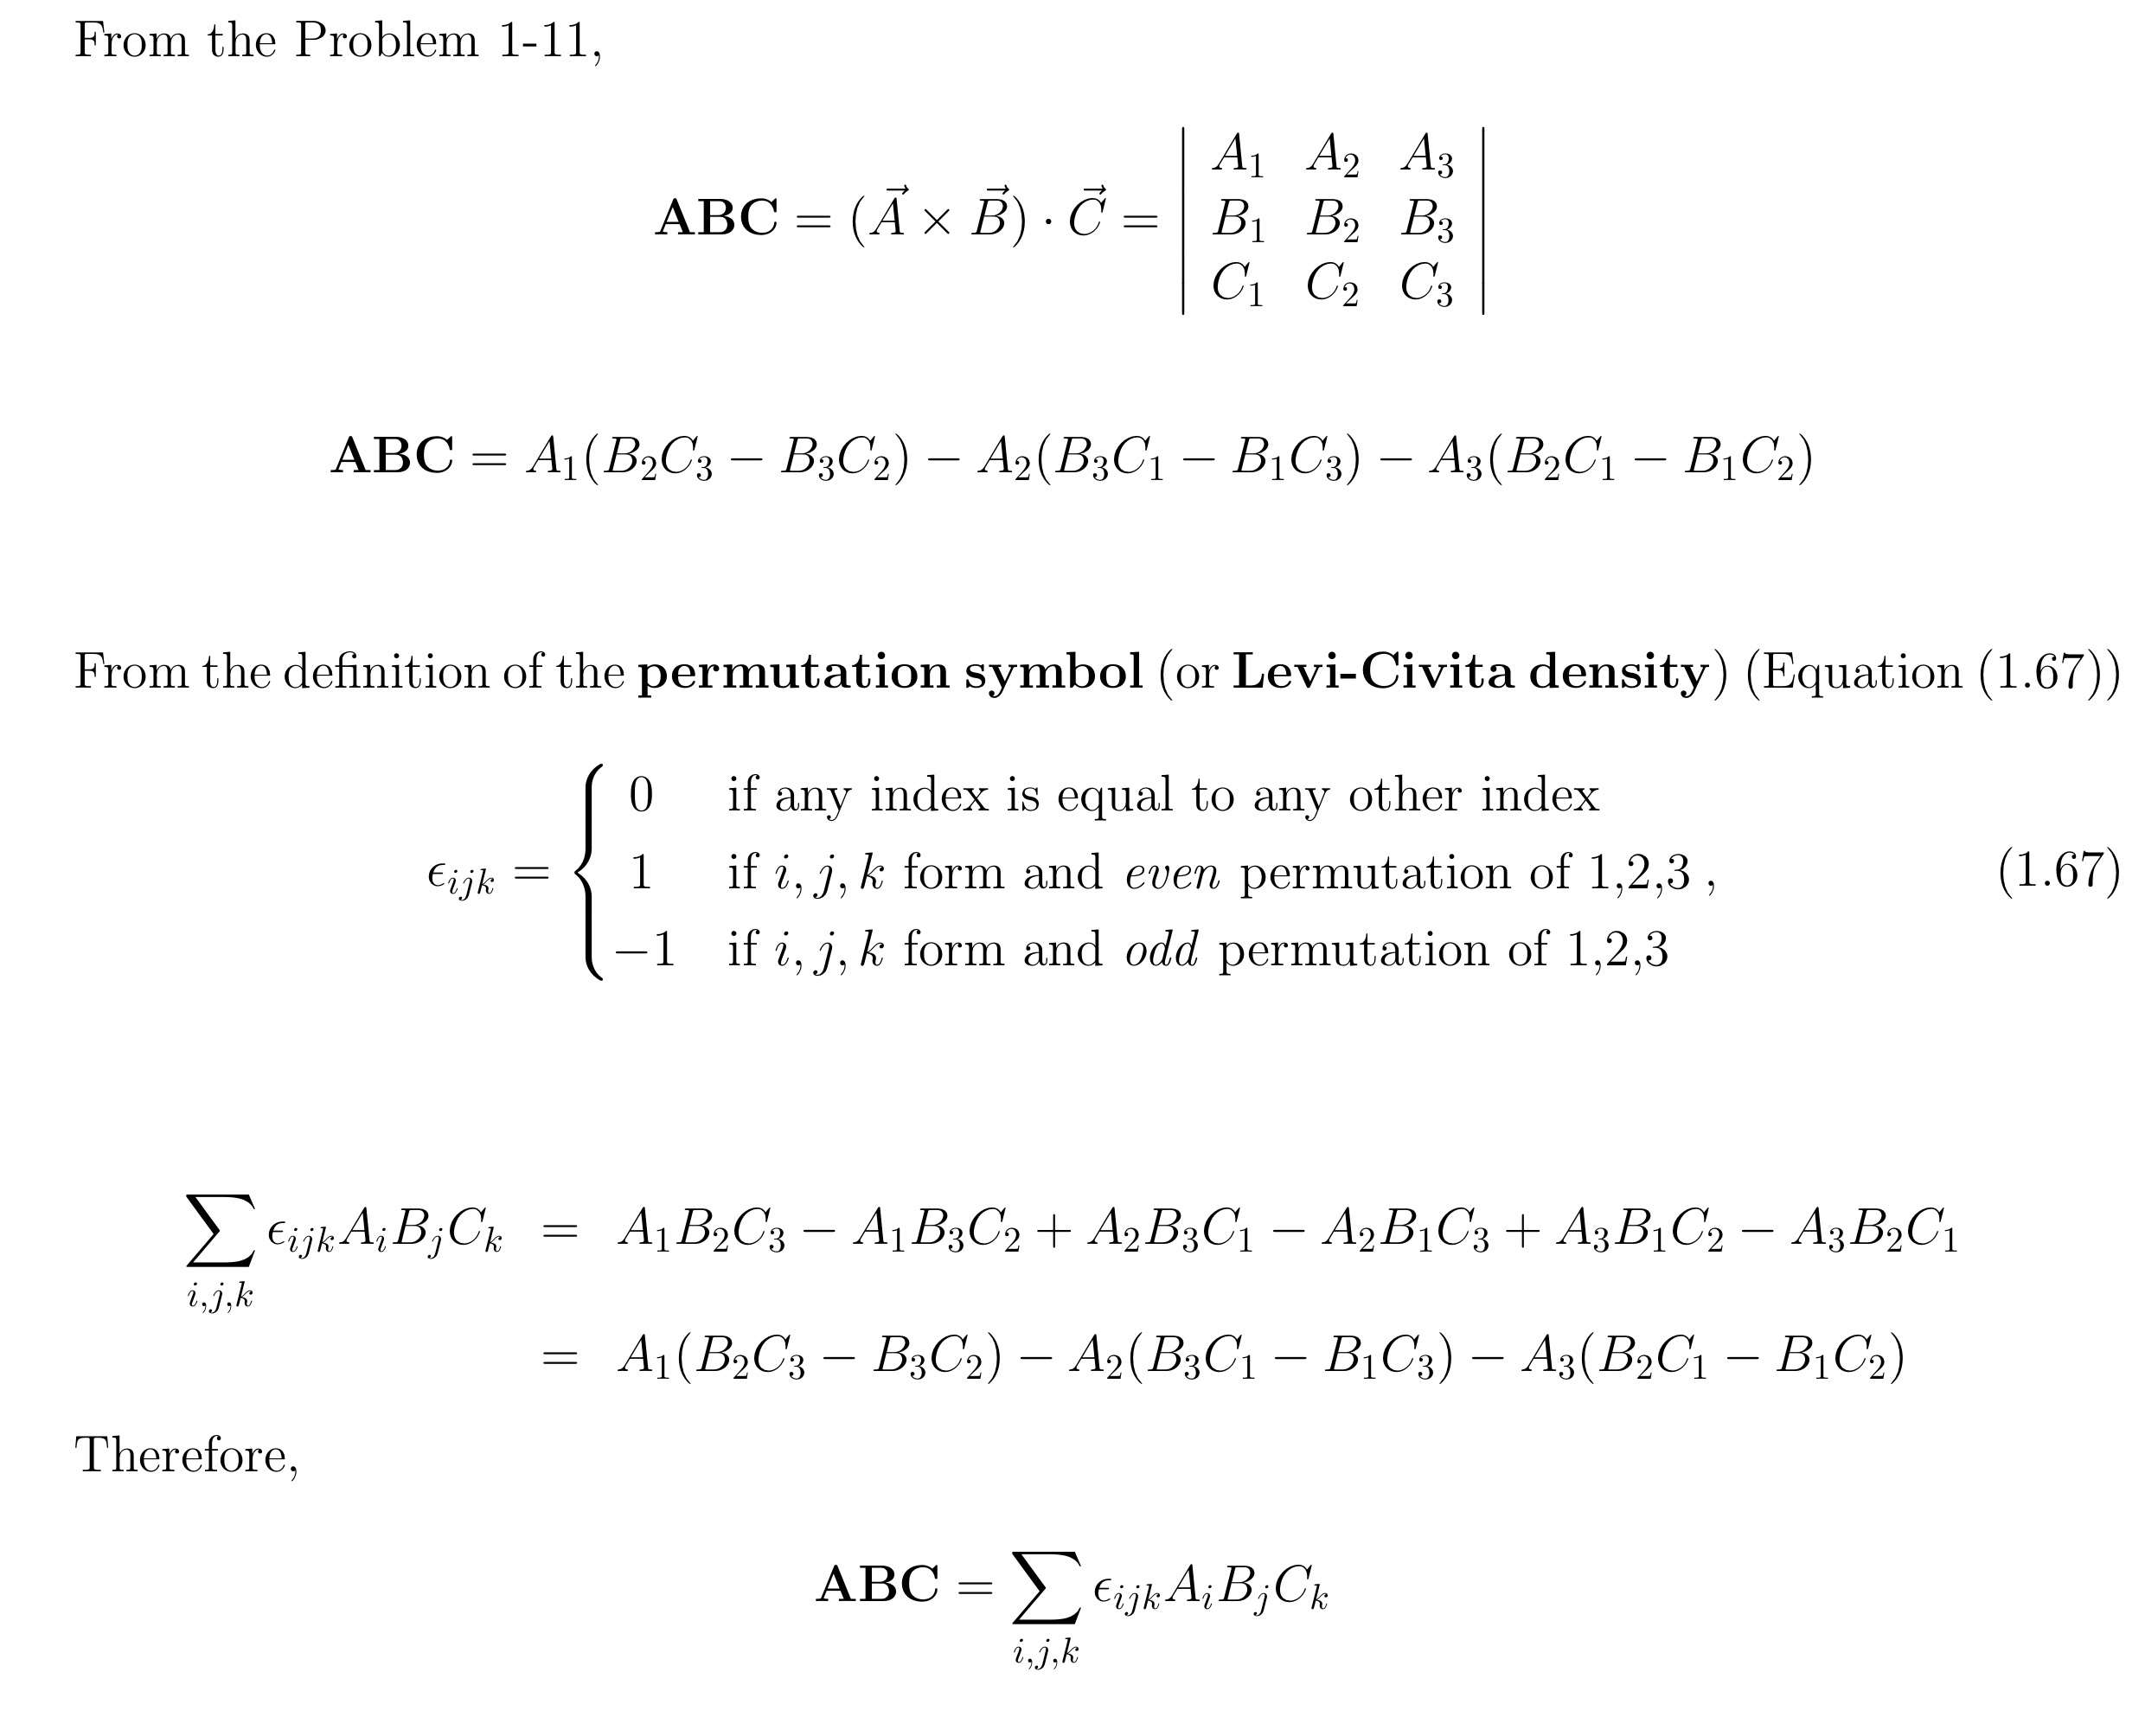 From the Problem 1-11,
$$\mathbf{ABC} = (\vec{A} \times \vec{B}) \cdot \vec{C} = \begin{vmatrix} A_1 & A_2 & A_3 \\ B_1 & B_2 & B_3 \\ C_1 & C_2 & C_3 \end{vmatrix}$$
$$\mathbf{ABC} = A_1(B_2C_3 - B_3C_2) - A_2(B_3C_1 - B_1C_3) - A_3(B_2C_1 - B_1C_2)$$
From the definition of the **permutation symbol** (or **Levi-Civita density**) (Equation (1.67))
$$\epsilon_{ijk} = \begin{cases} 0 & \text{if any index is equal to any other index} \\ 1 & \text{if } i, j, k \text{ form and \textit{even} permutation of 1,2,3} \\ -1 & \text{if } i, j, k \text{ form and \textit{odd} permutation of 1,2,3} \end{cases}, \quad (1.67)$$
$$\sum_{i,j,k} \epsilon_{ijk} A_i B_j C_k = A_1B_2C_3 - A_1B_3C_2 + A_2B_3C_1 - A_2B_1C_3 + A_3B_1C_2 - A_3B_2C_1$$
$$= A_1(B_2C_3 - B_3C_2) - A_2(B_3C_1 - B_1C_3) - A_3(B_2C_1 - B_1C_2)$$
Therefore,
$$\mathbf{ABC} = \sum_{i,j,k} \epsilon_{ijk} A_i B_j C_k$$